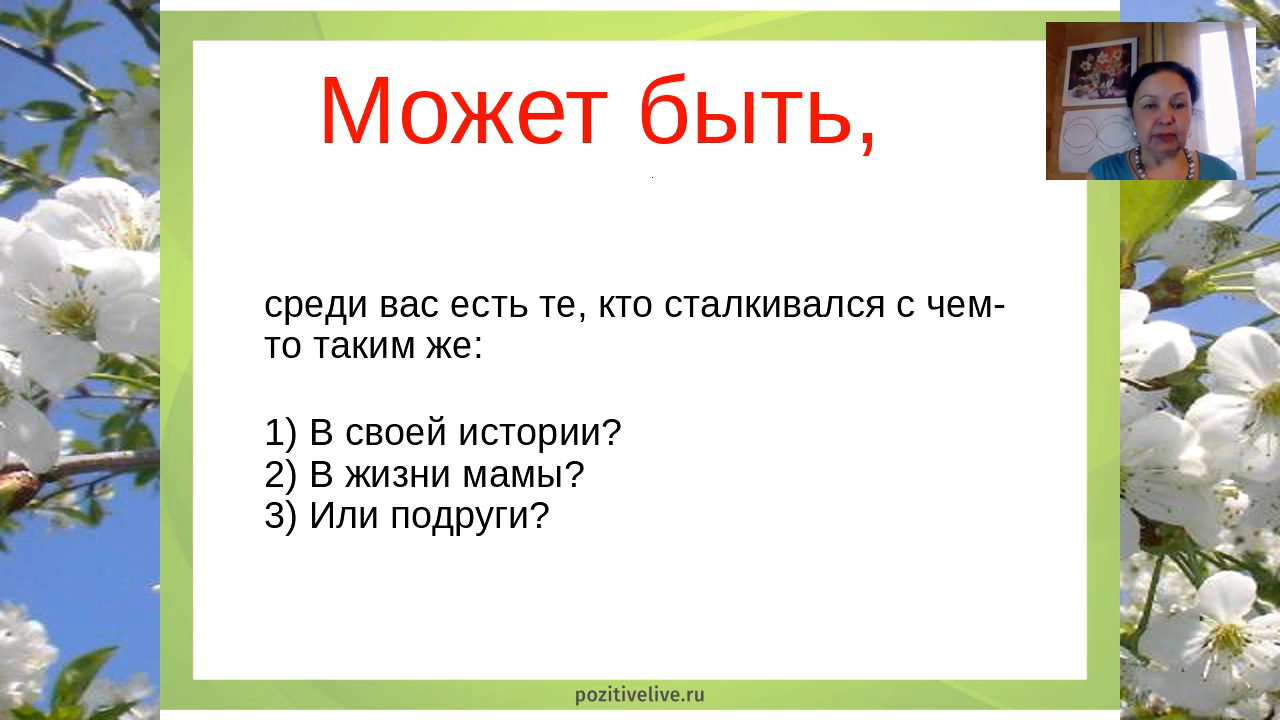 Может быть,
среди вас есть те, кто сталкивался с чем-
то таким же:
1) В своей истории?
2) В жизни мамы?
3) Или подруги?
pozitivelive.ru